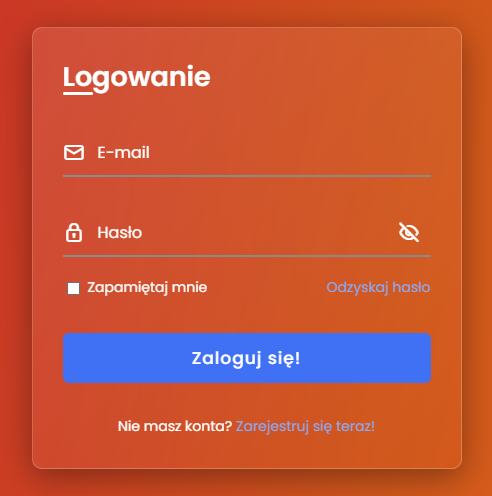 Logowanie
E-mail
Hasło
Zapamiętaj mnie Odzyskaj hasło
Zaloguj się!
Nie masz konta? Zarejestruj się teraz!